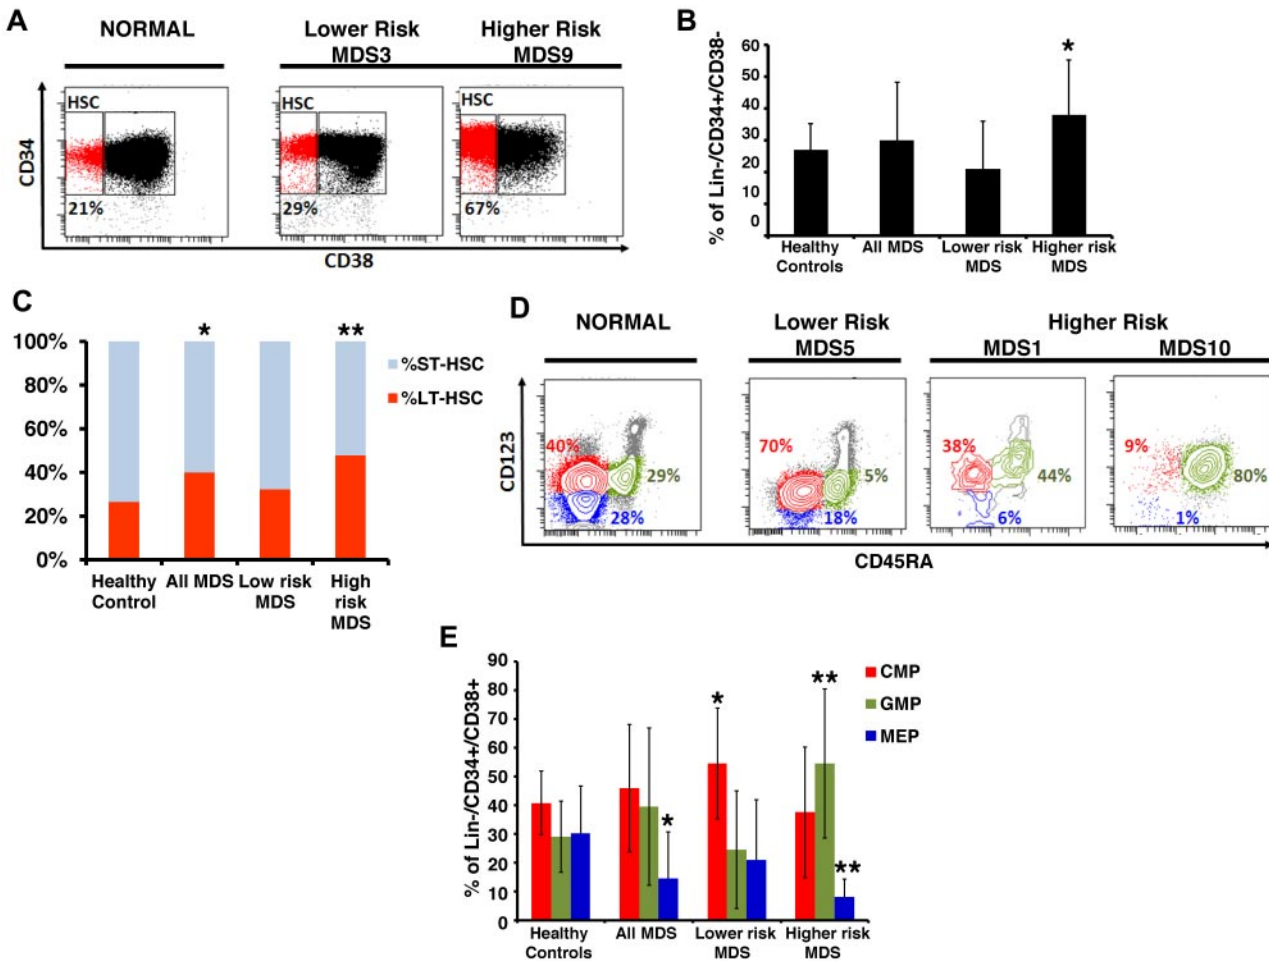 A
NORMAL
Lower Risk
MDS3
Higher Risk
MDS9
HSC
HSC
HSC
CD34
21%
29%
67%
CD38
B
% of Lin-/CD34+/CD38-
60
50
40
30
20
10
0
*
Healthy
Controls
All MDS
Lower risk
MDS
Higher risk
MDS
C
100%
80%
60%
40%
20%
0%
*
**
%ST-HSC
%LT-HSC
Healthy
Control
All MDS
Low risk
MDS
High
risk
MDS
D
NORMAL
Lower Risk
MDS5
Higher Risk
MDS1
MDS10
CD123
40%
29%
28%
70%
5%
18%
38%
44%
6%
9%
80%
1%
CD45RA
E
% of Lin-/CD34+/CD38+
90
80
70
60
50
40
30
20
10
0
*
*
**
**
CMP
GMP
MEP
Healthy
Controls
All MDS
Lower risk
MDS
Higher risk
MDS